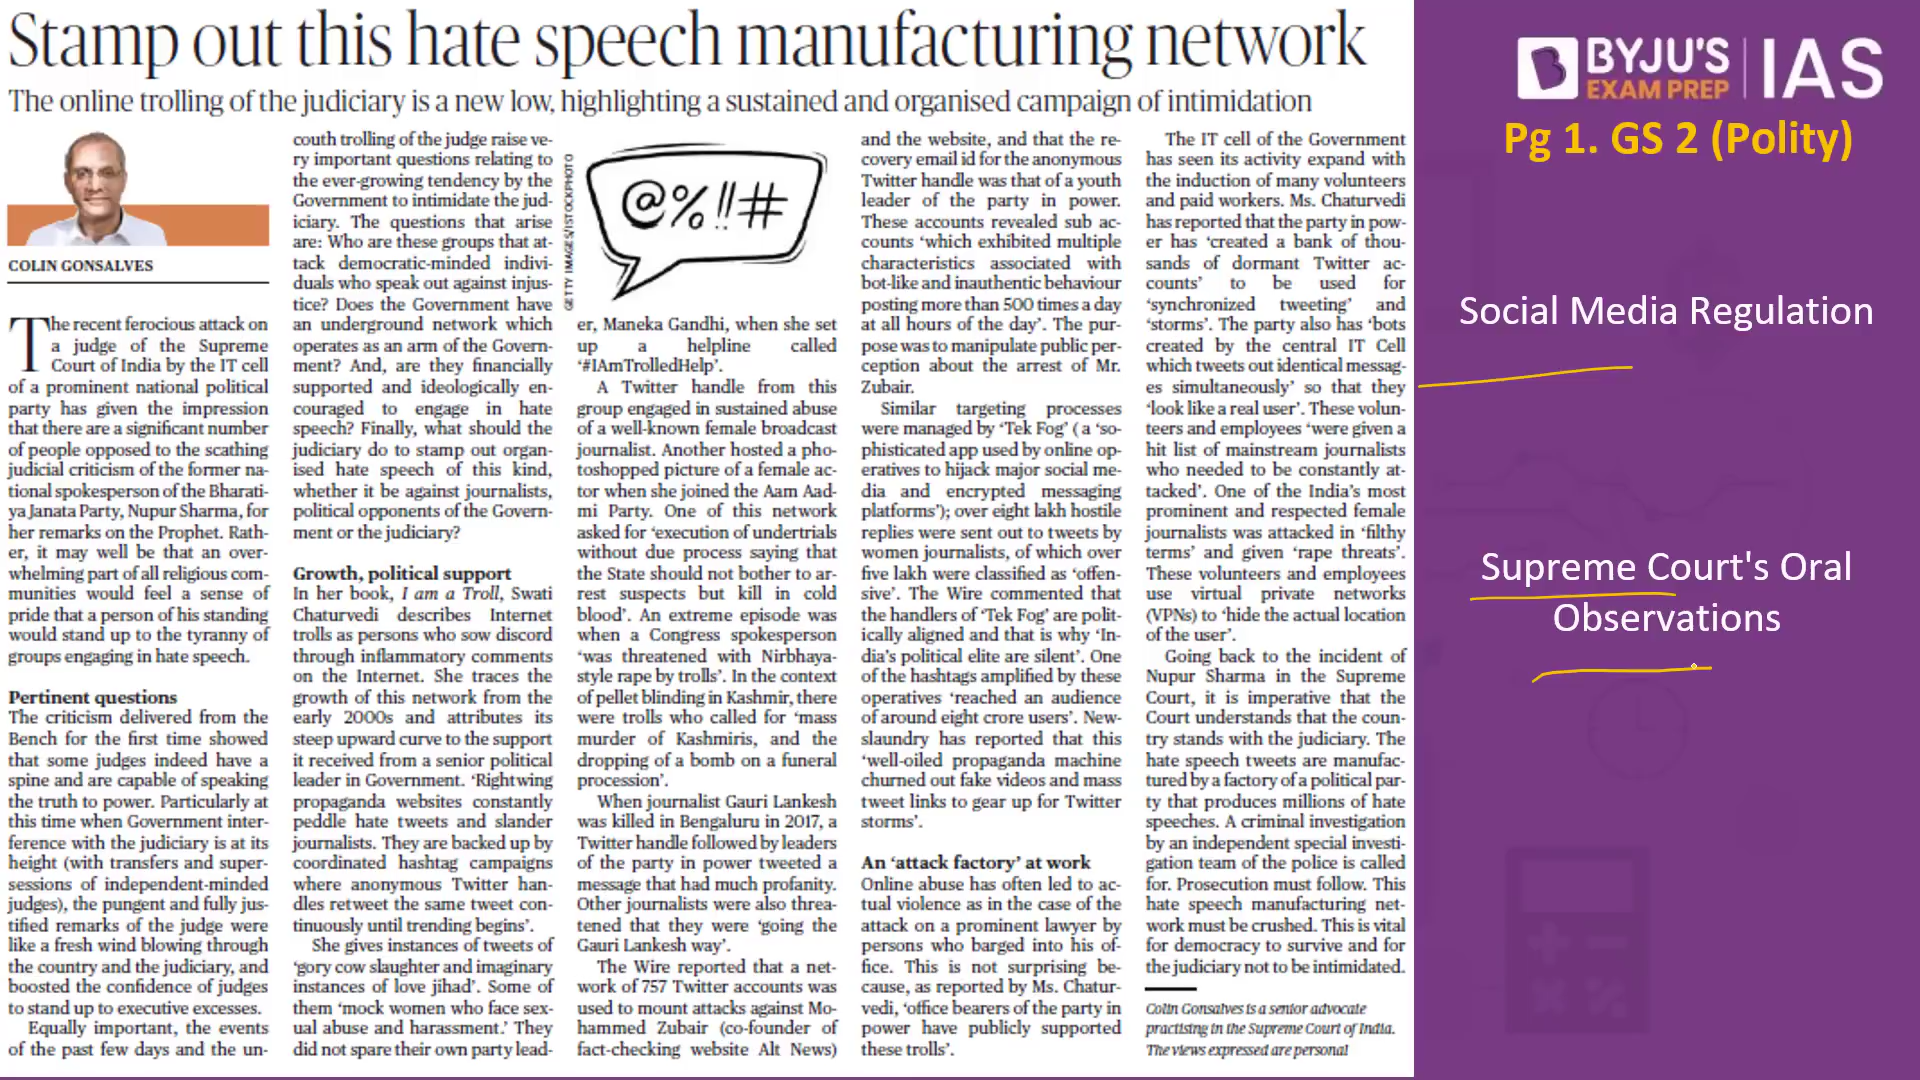 Stamp out this hate speech manufacturing network
The online trolling of the judiciary is a new low, highlighting a sustained and organised campaign of intimidation
COLIN GONSALVES
The recent ferocious attack on
a judge of the Supreme
Court of India by the IT cell
of a prominent national political
party has given the impression
that there are a significant number
of people opposed to the scathing
judicial criticism of the former na-
tional spokesperson of the Bharati-
ya Janata Party, Nupur Sharma, for
her remarks on the Prophet. Rath-
er, it may well be that an over-
whelming part of all religious com-
munities would feel a sense of
pride that a person of his standing
would stand up to the tyranny of
groups engaging in hate speech.
Pertinent questions
The criticism delivered from the
Bench for the first time showed
that some judges indeed have a
spine and are capable of speaking
the truth to power. Particularly at
this time when Government inter-
ference with the judiciary is at its
height (with transfers and super-
sessions of independent-minded
judges), the pungent and fully jus-
tified remarks of the judge were
like a fresh wind blowing through
the country and the judiciary, and
boosted the confidence of judges
to stand up to executive excesses.
Equally important, the events
of the past few days and the un-
couth trolling of the judge raise ve-
ry important questions relating to
the ever-growing tendency by the
Government to intimidate the jud-
iciary. The questions that arise
are: Who are these groups that at-
tack democratic-minded indivi-
duals who speak out against injus-
tice? Does the Government have
an underground network which
operates as an arm of the Govern-
ment? And, are they financially
supported and ideologically en-
couraged to engage in hate
speech? Finally, what should the
judiciary do to stamp out organ-
ised hate speech of this kind,
whether it be against journalists,
political opponents of the Govern-
ment or the judiciary?
Growth, political support
In her book, I am a Troll, Swati
Chaturvedi describes Internet
trolls as persons who sow discord
through inflammatory comments
on the Internet. She traces the
growth of this network from the
early 2000s and attributes its
steep upward curve to the support
it received from a senior political
leader in Government. ‘Right wing
propaganda websites constantly
peddle hate tweets and slander
journalists. They are backed up by
coordinated hashtag campaigns
where anonymous Twitter han-
dles retweet the same tweet con-
tinuously until trending begins’.
She gives instances of tweets of
‘gory cow slaughter and imaginary
instances of love jihad’. Some of
them ‘mock women who face sex-
ual abuse and harassment.’ They
did not spare their own party lead-
@%!!#
GETTY IMAGES/ISTOCKPHOTO
er, Maneka Gandhi, when she set
up a helpline called
‘#IAmTrolledHelp’.
A Twitter handle from this
group engaged in sustained abuse
of a well-known female broadcast
journalist. Another hosted a pho-
toshopped picture of a female ac-
tor when she joined the Aam Aad-
mi Party. One of this network
asked for ‘execution of undertrials
without due process saying that
the State should not bother to ar-
rest suspects but kill in cold
blood’. An extreme episode was
when a Congress spokesperson
‘was threatened with Nirbhaya-
style rape by trolls’. In the context
of pellet blinding in Kashmir, there
were trolls who called for ‘mass
murder of Kashmiris, and the
dropping of a bomb on a funeral
procession’.
When journalist Gauri Lankesh
was killed in Bengaluru in 2017, a
Twitter handle followed by leaders
of the party in power tweeted a
message that had much profanity.
Other journalists were also threa-
tened that they were ‘going the
Gauri Lankesh way’.
The Wire reported that a net-
work of 757 Twitter accounts was
used to mount attacks against Mo-
hammed Zubair (co-founder of
fact-checking website Alt News)
and the website, and that the re-
covery email id for the anonymous
Twitter handle was that of a youth
leader of the party in power.
These accounts revealed sub ac-
counts ‘which exhibited multiple
characteristics associated with
bot-like and inauthentic behaviour
posting more than 500 times a day
at all hours of the day’. The pur-
pose was to manipulate public per-
ception about the arrest of Mr.
Zubair.
Similar targeting processes
were managed by ‘Tek Fog’ ( a ‘so-
phisticated app used by online op-
eratives to hijack major social me-
dia and encrypted messaging
platforms’); over eight lakh hostile
replies were sent out to tweets by
women journalists, of which over
five lakh were classified as ‘offen-
sive’. The Wire commented that
the handlers of ‘Tek Fog’ are polit-
ically aligned and that is why ‘In-
dia’s political elite are silent’. One
of the hashtags amplified by these
operatives ‘reached an audience
of around eight crore users’. New-
slaundry has reported that this
‘well-oiled propaganda machine
churned out fake videos and mass
tweet links to gear up for Twitter
storms’.
An ‘attack factory’ at work
Online abuse has often led to ac-
tual violence as in the case of the
attack on a prominent lawyer by
persons who barged into his of-
fice. This is not surprising be-
cause, as reported by Ms. Chatur-
vedi, ‘office bearers of the party in
power have publicly supported
these trolls’.
The IT cell of the Government
has seen its activity expand with
the induction of many volunteers
and paid workers. Ms. Chaturvedi
has reported that the party in pow-
er has ‘created a bank of thou-
sands of dormant Twitter ac-
counts’ to be used for
‘synchronized tweeting’ and
‘storms’. The party also has ‘bots
created by the central IT Cell
which tweets out identical messag-
es simultaneously’ so that they
‘look like a real user’. These volun-
teers and employees ‘were given a
hit list of mainstream journalists
who needed to be constantly at-
tacked’. One of the India’s most
prominent and respected female
journalists was attacked in ‘filthy
terms’ and given ‘rape threats’.
These volunteers and employees
use virtual private networks
(VPNs) to ‘hide the actual location
of the user’.
Going back to the incident of
Nupur Sharma in the Supreme
Court, it is imperative that the
Court understands that the coun-
try stands with the judiciary. The
hate speech tweets are manufac-
tured by a factory of a political par-
ty that produces millions of hate
speeches. A criminal investigation
by an independent special investi-
gation team of the police is called
for. Prosecution must follow. This
hate speech manufacturing net-
work must be crushed. This is vital
for democracy to survive and for
the judiciary not to be intimidated.
Colin Gonsalves is a senior advocate
practising in the Supreme Court of India.
The views expressed are personal
BYJU'S IAS
EXAM PREP
Pg 1. GS 2 (Polity)
Social Media Regulation
Supreme Court's Oral
Observations